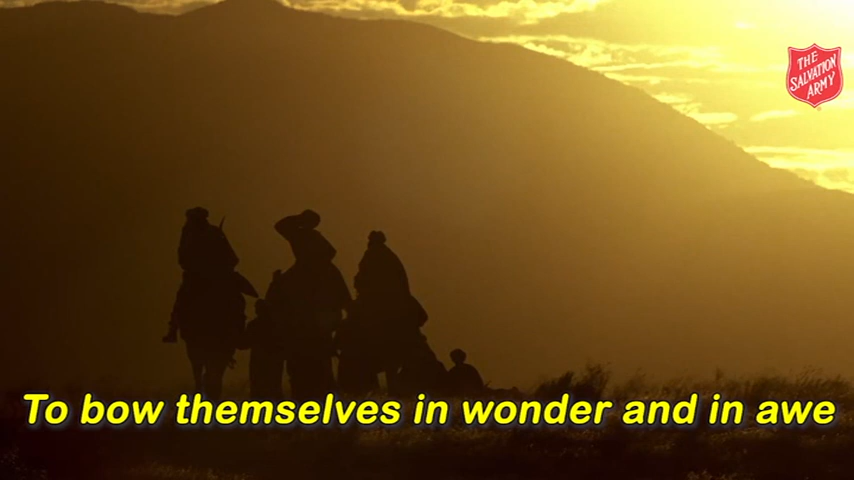 THE
SALVATION
ARMY
To bow themselves in wonder and in awe